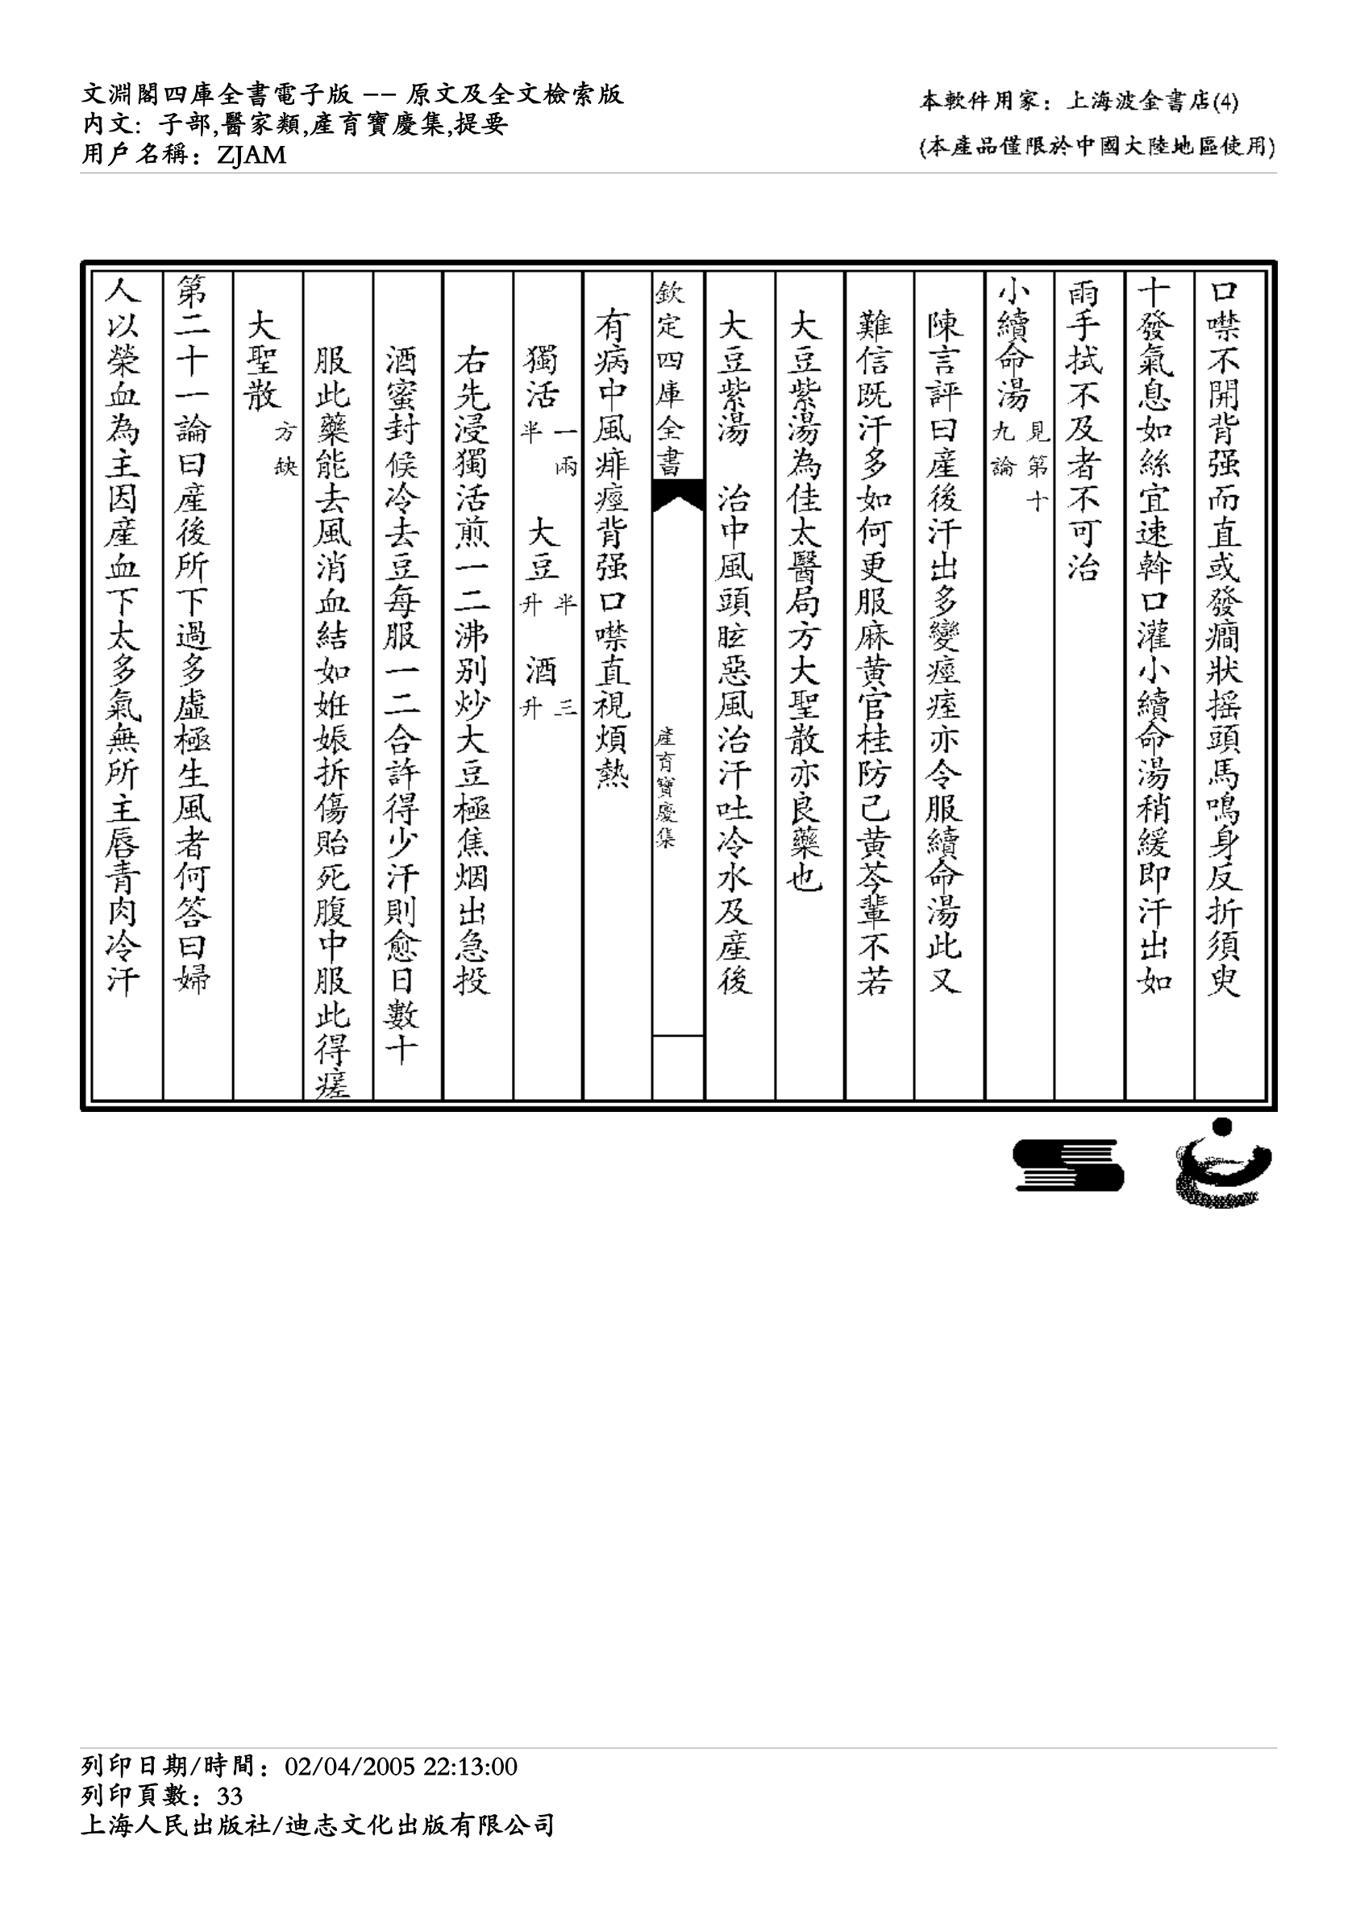 文淵閣四庫全書電子版 －－ 原文及全文檢索版
内文：子部,醫家類,產育寶慶集,提要
用戶名稱：ZJAM
本軟件用家：上海波金書店(4)
(本產品僅限於中國大陸地區使用)
口噤不開背强而直或發癎狀摇頭馬鳴身反折須臾
十發氣息如絲宜速斡口灌小續命湯稍緩即汗出如
雨手拭不及者不可治
小續命湯 見第十九論
陳言評曰産後汗出多變痙痓亦令服續命湯此又
難信既汗多如何更服麻黄官桂防己黄芩輩不若
大豆紫湯為佳太醫局方大聖散亦良藥也
大豆紫湯 治中風頭眩惡風治汗吐冷水及産後
欽定四庫全書 產育寶慶集
有病中風痱痙背强口噤直視煩熱
獨活一兩半 大豆半升 酒三升
右先浸獨活煎一二沸别炒大豆極焦烟出急投
酒蜜封候冷去豆每服一二合許得少汗則愈日數十
服此藥能去風消血結如姙娠拆傷胎死腹中服此得瘥
大聖散 方缺
第二十一論曰産後所下過多虚極生風者何答曰婦
人以榮血為主因産血下太多氣無所主唇青肉冷汗
列印日期/時間：02/04/2005 22:13:00
列印頁數：33
上海人民出版社/迪志文化出版有限公司